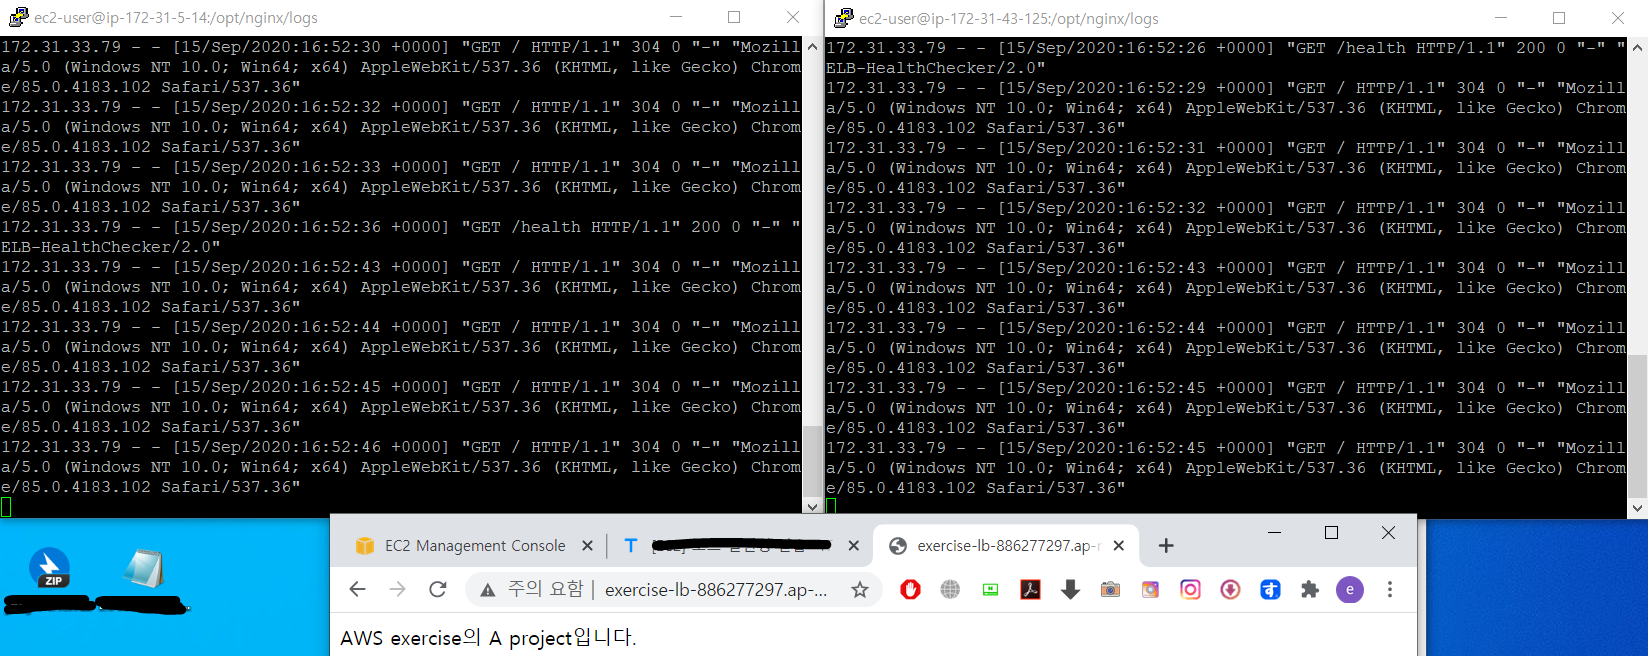 ec2-user@ip-172-31-5-14:/opt/nginx/logs
172.31.33.79 - - [15/Sep/2020:16:52:30 +0000] "GET / HTTP/1.1" 304 0 "-" "Mozill
a/5.0 (Windows NT 10.0; Win64; x64) AppleWebKit/537.36 (KHTML, like Gecko) Chrom
e/85.0.4183.102 Safari/537.36"
172.31.33.79 - - [15/Sep/2020:16:52:32 +0000] "GET / HTTP/1.1" 304 0 "-" "Mozill
a/5.0 (Windows NT 10.0; Win64; x64) AppleWebKit/537.36 (KHTML, like Gecko) Chrom
e/85.0.4183.102 Safari/537.36"
172.31.33.79 - - [15/Sep/2020:16:52:33 +0000] "GET / HTTP/1.1" 304 0 "-" "Mozill
a/5.0 (Windows NT 10.0; Win64; x64) AppleWebKit/537.36 (KHTML, like Gecko) Chrom
e/85.0.4183.102 Safari/537.36"
172.31.33.79 - - [15/Sep/2020:16:52:36 +0000] "GET /health HTTP/1.1" 200 0 "-" "
ELB-HealthChecker/2.0"
172.31.33.79 - - [15/Sep/2020:16:52:43 +0000] "GET / HTTP/1.1" 304 0 "-" "Mozill
a/5.0 (Windows NT 10.0; Win64; x64) AppleWebKit/537.36 (KHTML, like Gecko) Chrom
e/85.0.4183.102 Safari/537.36"
172.31.33.79 - - [15/Sep/2020:16:52:44 +0000] "GET / HTTP/1.1" 304 0 "-" "Mozill
a/5.0 (Windows NT 10.0; Win64; x64) AppleWebKit/537.36 (KHTML, like Gecko) Chrom
e/85.0.4183.102 Safari/537.36"
172.31.33.79 - - [15/Sep/2020:16:52:45 +0000] "GET / HTTP/1.1" 304 0 "-" "Mozill
a/5.0 (Windows NT 10.0; Win64; x64) AppleWebKit/537.36 (KHTML, like Gecko) Chrom
e/85.0.4183.102 Safari/537.36"
172.31.33.79 - - [15/Sep/2020:16:52:46 +0000] "GET / HTTP/1.1" 304 0 "-" "Mozill
a/5.0 (Windows NT 10.0; Win64; x64) AppleWebKit/537.36 (KHTML, like Gecko) Chrom
e/85.0.4183.102 Safari/537.36"
ec2-user@ip-172-31-43-125:/opt/nginx/logs
172.31.33.79 - - [15/Sep/2020:16:52:26 +0000] "GET /health HTTP/1.1" 200 0 "-" "
ELB-HealthChecker/2.0"
172.31.33.79 - - [15/Sep/2020:16:52:29 +0000] "GET / HTTP/1.1" 304 0 "-" "Mozill
a/5.0 (Windows NT 10.0; Win64; x64) AppleWebKit/537.36 (KHTML, like Gecko) Chrom
e/85.0.4183.102 Safari/537.36"
172.31.33.79 - - [15/Sep/2020:16:52:31 +0000] "GET / HTTP/1.1" 304 0 "-" "Mozill
a/5.0 (Windows NT 10.0; Win64; x64) AppleWebKit/537.36 (KHTML, like Gecko) Chrom
e/85.0.4183.102 Safari/537.36"
172.31.33.79 - - [15/Sep/2020:16:52:32 +0000] "GET / HTTP/1.1" 304 0 "-" "Mozill
a/5.0 (Windows NT 10.0; Win64; x64) AppleWebKit/537.36 (KHTML, like Gecko) Chrom
e/85.0.4183.102 Safari/537.36"
172.31.33.79 - - [15/Sep/2020:16:52:43 +0000] "GET / HTTP/1.1" 304 0 "-" "Mozill
a/5.0 (Windows NT 10.0; Win64; x64) AppleWebKit/537.36 (KHTML, like Gecko) Chrom
e/85.0.4183.102 Safari/537.36"
172.31.33.79 - - [15/Sep/2020:16:52:44 +0000] "GET / HTTP/1.1" 304 0 "-" "Mozill
a/5.0 (Windows NT 10.0; Win64; x64) AppleWebKit/537.36 (KHTML, like Gecko) Chrom
e/85.0.4183.102 Safari/537.36"
172.31.33.79 - - [15/Sep/2020:16:52:45 +0000] "GET / HTTP/1.1" 304 0 "-" "Mozill
a/5.0 (Windows NT 10.0; Win64; x64) AppleWebKit/537.36 (KHTML, like Gecko) Chrom
e/85.0.4183.102 Safari/537.36"
172.31.33.79 - - [15/Sep/2020:16:52:45 +0000] "GET / HTTP/1.1" 304 0 "-" "Mozill
a/5.0 (Windows NT 10.0; Win64; x64) AppleWebKit/537.36 (KHTML, like Gecko) Chrom
e/85.0.4183.102 Safari/537.36"
ZIP
EC2 Management Console
exercise-lb-886277297.ap-
주의 요함 | exercise-lb-886277297.ap-...
e
AWS exercise의 A project입니다.